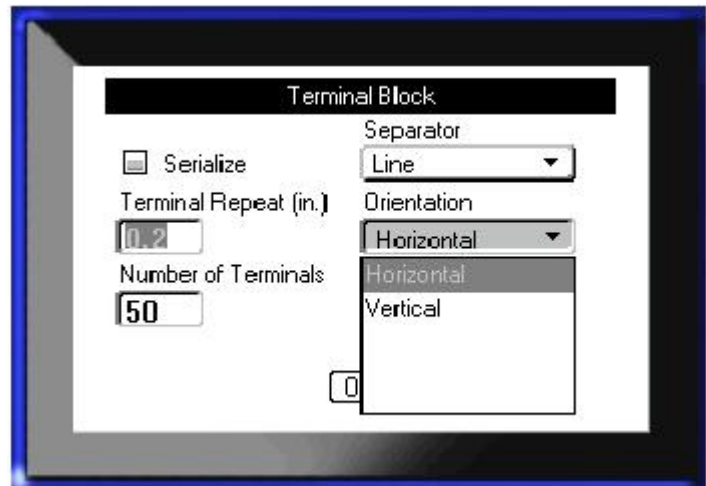 Terminal Block
Separator
Serialize
Line
Terminal Repeat (in.)
Orientation
0.2
Horizontal
Number of Terminals
Horizontal
50
Vertical